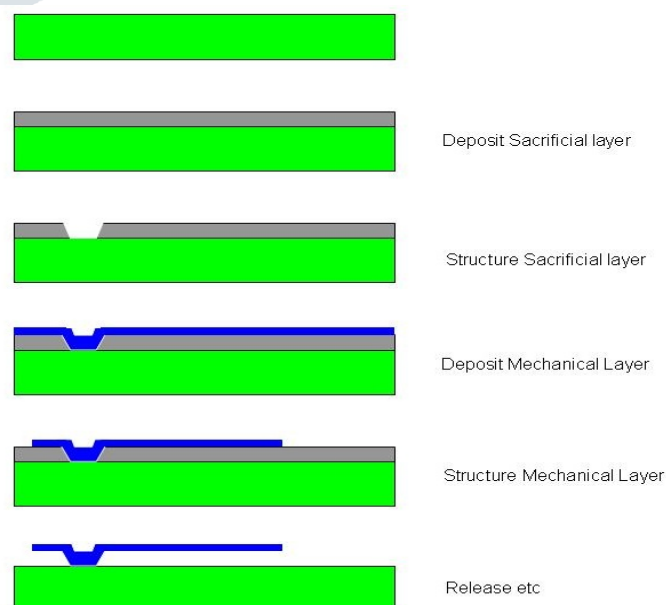 Deposit Sacrificial layer
Structure Sacrificial layer
Deposit Mechanical Layer
Structure Mechanical Layer
Release etc